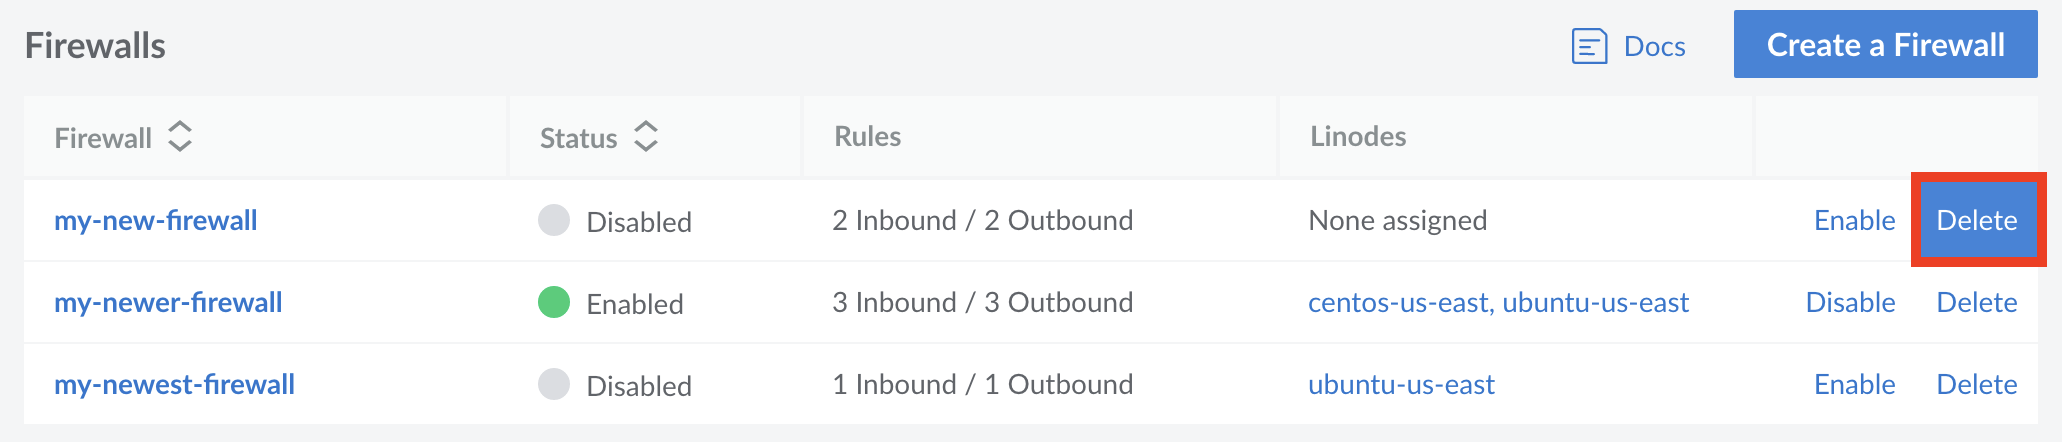 Firewalls Docs Create a Firewall
Firewall Status Rules Linodes
my-new-firewall Disabled 2 Inbound / 2 Outbound None assigned Enable Delete
my-newer-firewall Enabled 3 Inbound / 3 Outbound centos-us-east, ubuntu-us-east Disable Delete
my-newest-firewall Disabled 1 Inbound / 1 Outbound ubuntu-us-east Enable Delete